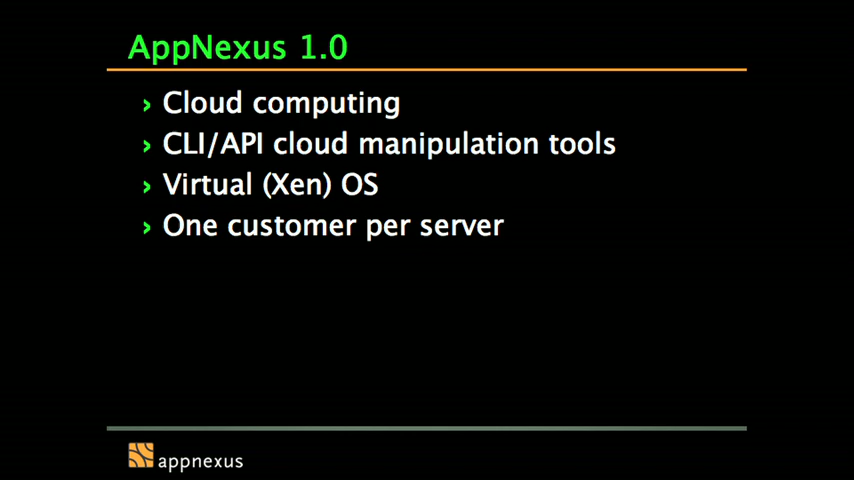 AppNexus 1.0
› Cloud computing
› CLI/API cloud manipulation tools
› Virtual (Xen) OS
› One customer per server
appnexus